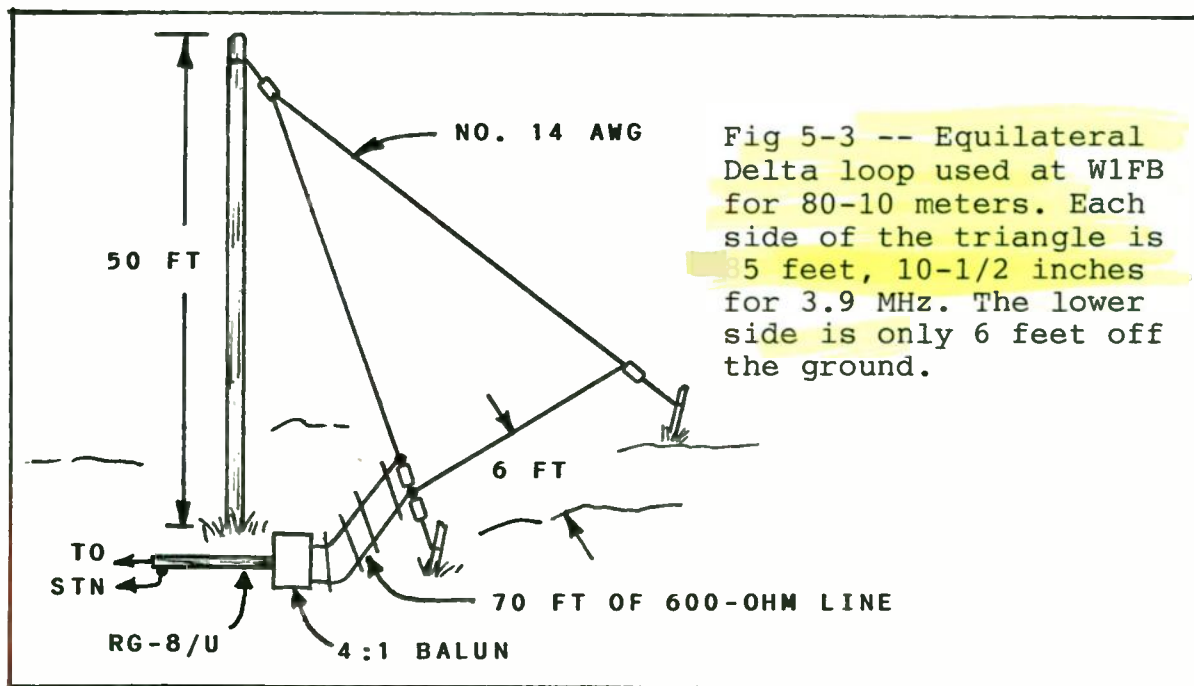 50 FT
NO. 14 AWG
6 FT
TO
STN
RG-8/U
4:1 BALUN
70 FT OF 600-OHM LINE
Fig 5-3 -- Equilateral
Delta loop used at W1FB
for 80-10 meters. Each
side of the triangle is
85 feet, 10-1/2 inches
for 3.9 MHz. The lower
side is only 6 feet off
the ground.